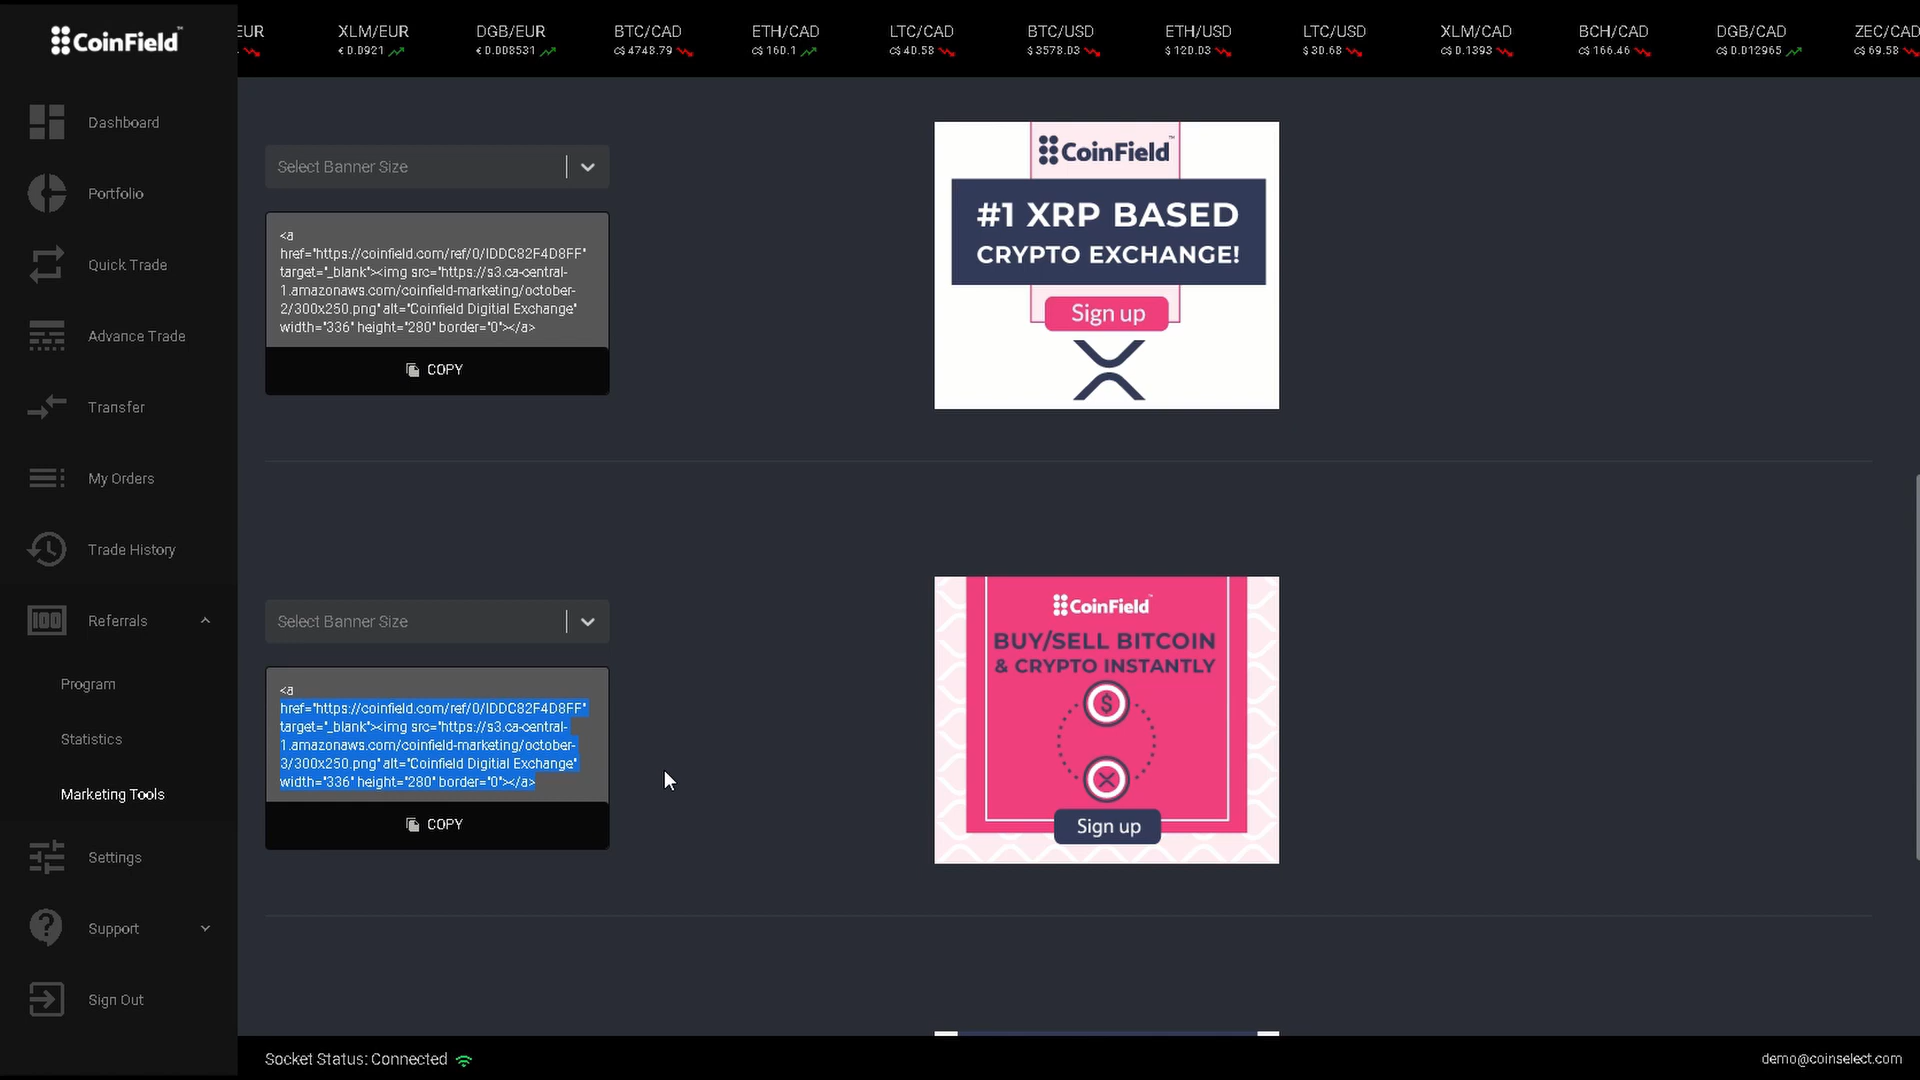 CoinField™
EUR
XLM/EUR
€ 0.0921
DGB/EUR
€ 0.008531
BTC/CAD
C$ 4748.79
ETH/CAD
C$ 160.1
LTC/CAD
C$ 40.58
BTC/USD
$ 3578.03
ETH/USD
$ 120.03
LTC/USD
$ 30.68
XLM/CAD
C$ 0.1393
BCH/CAD
C$ 166.46
DGB/CAD
C$ 0.012965
ZEC/CAD
C$ 69.58
Dashboard
Portfolio
Quick Trade
Advance Trade
Transfer
My Orders
Trade History
Referrals
Program
Statistics
Marketing Tools
Settings
Support
Sign Out
Select Banner Size
<a
href="https://coinfield.com/ref/0/IDDC82F4D8FF"
target="_blank"><img src="https://s3.ca-central-
1.amazonaws.com/coinfield-marketing/october-
2/300x250.png" alt="Coinfield Digitial Exchange"
width="336" height="280" border="0"></a>
COPY
CoinField™
#1 XRP BASED
CRYPTO EXCHANGE!
Sign up
Select Banner Size
<a
href="https://coinfield.com/ref/0/IDDC82F4D8FF"
target="_blank"><img src="https://s3.ca-central-
1.amazonaws.com/coinfield-marketing/october-
3/300x250.png" alt="Coinfield Digitial Exchange"
width="336" height="280" border="0"></a>
COPY
CoinField™
BUY/SELL BITCOIN
& CRYPTO INSTANTLY
$
Sign up
Socket Status: Connected
demo@coinselect.com